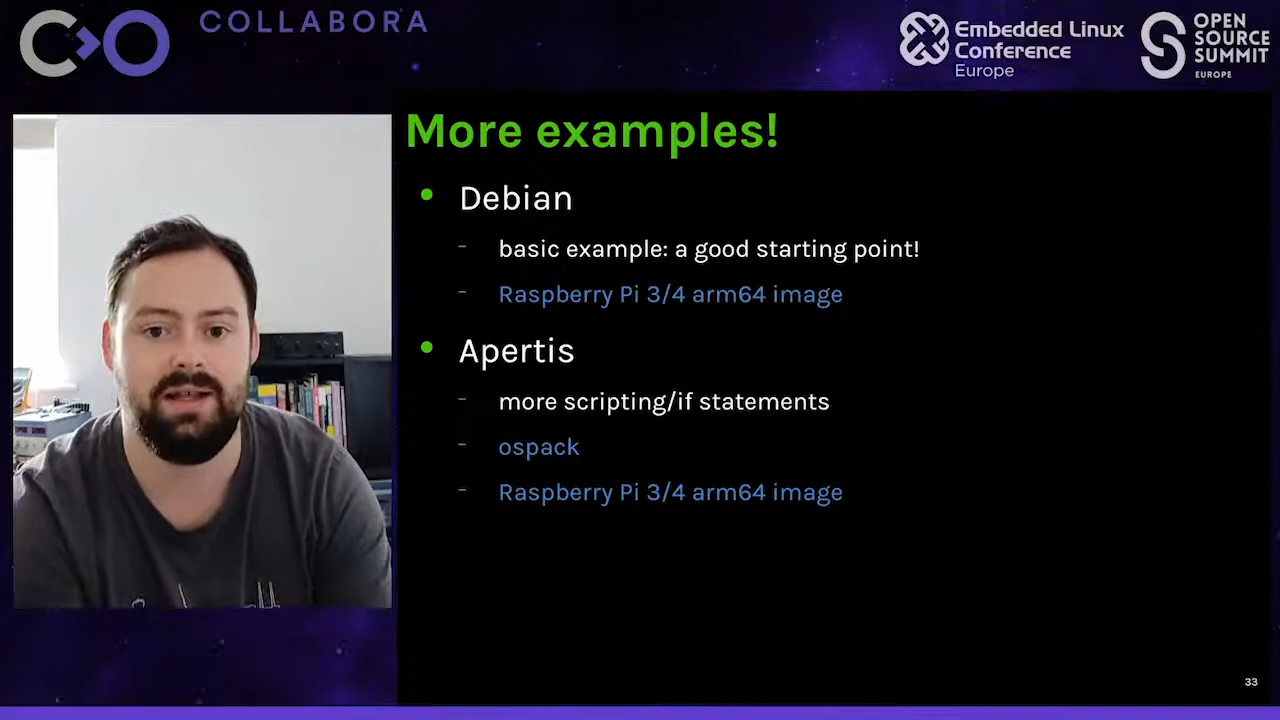 COLLABORA
Embedded Linux
Conference
Europe
OPEN
SOURCE
SUMMIT
EUROPE
More examples!
Debian
basic example: a good starting point!
Raspberry Pi 3/4 arm64 image
Apertis
more scripting/if statements
ospack
Raspberry Pi 3/4 arm64 image
33